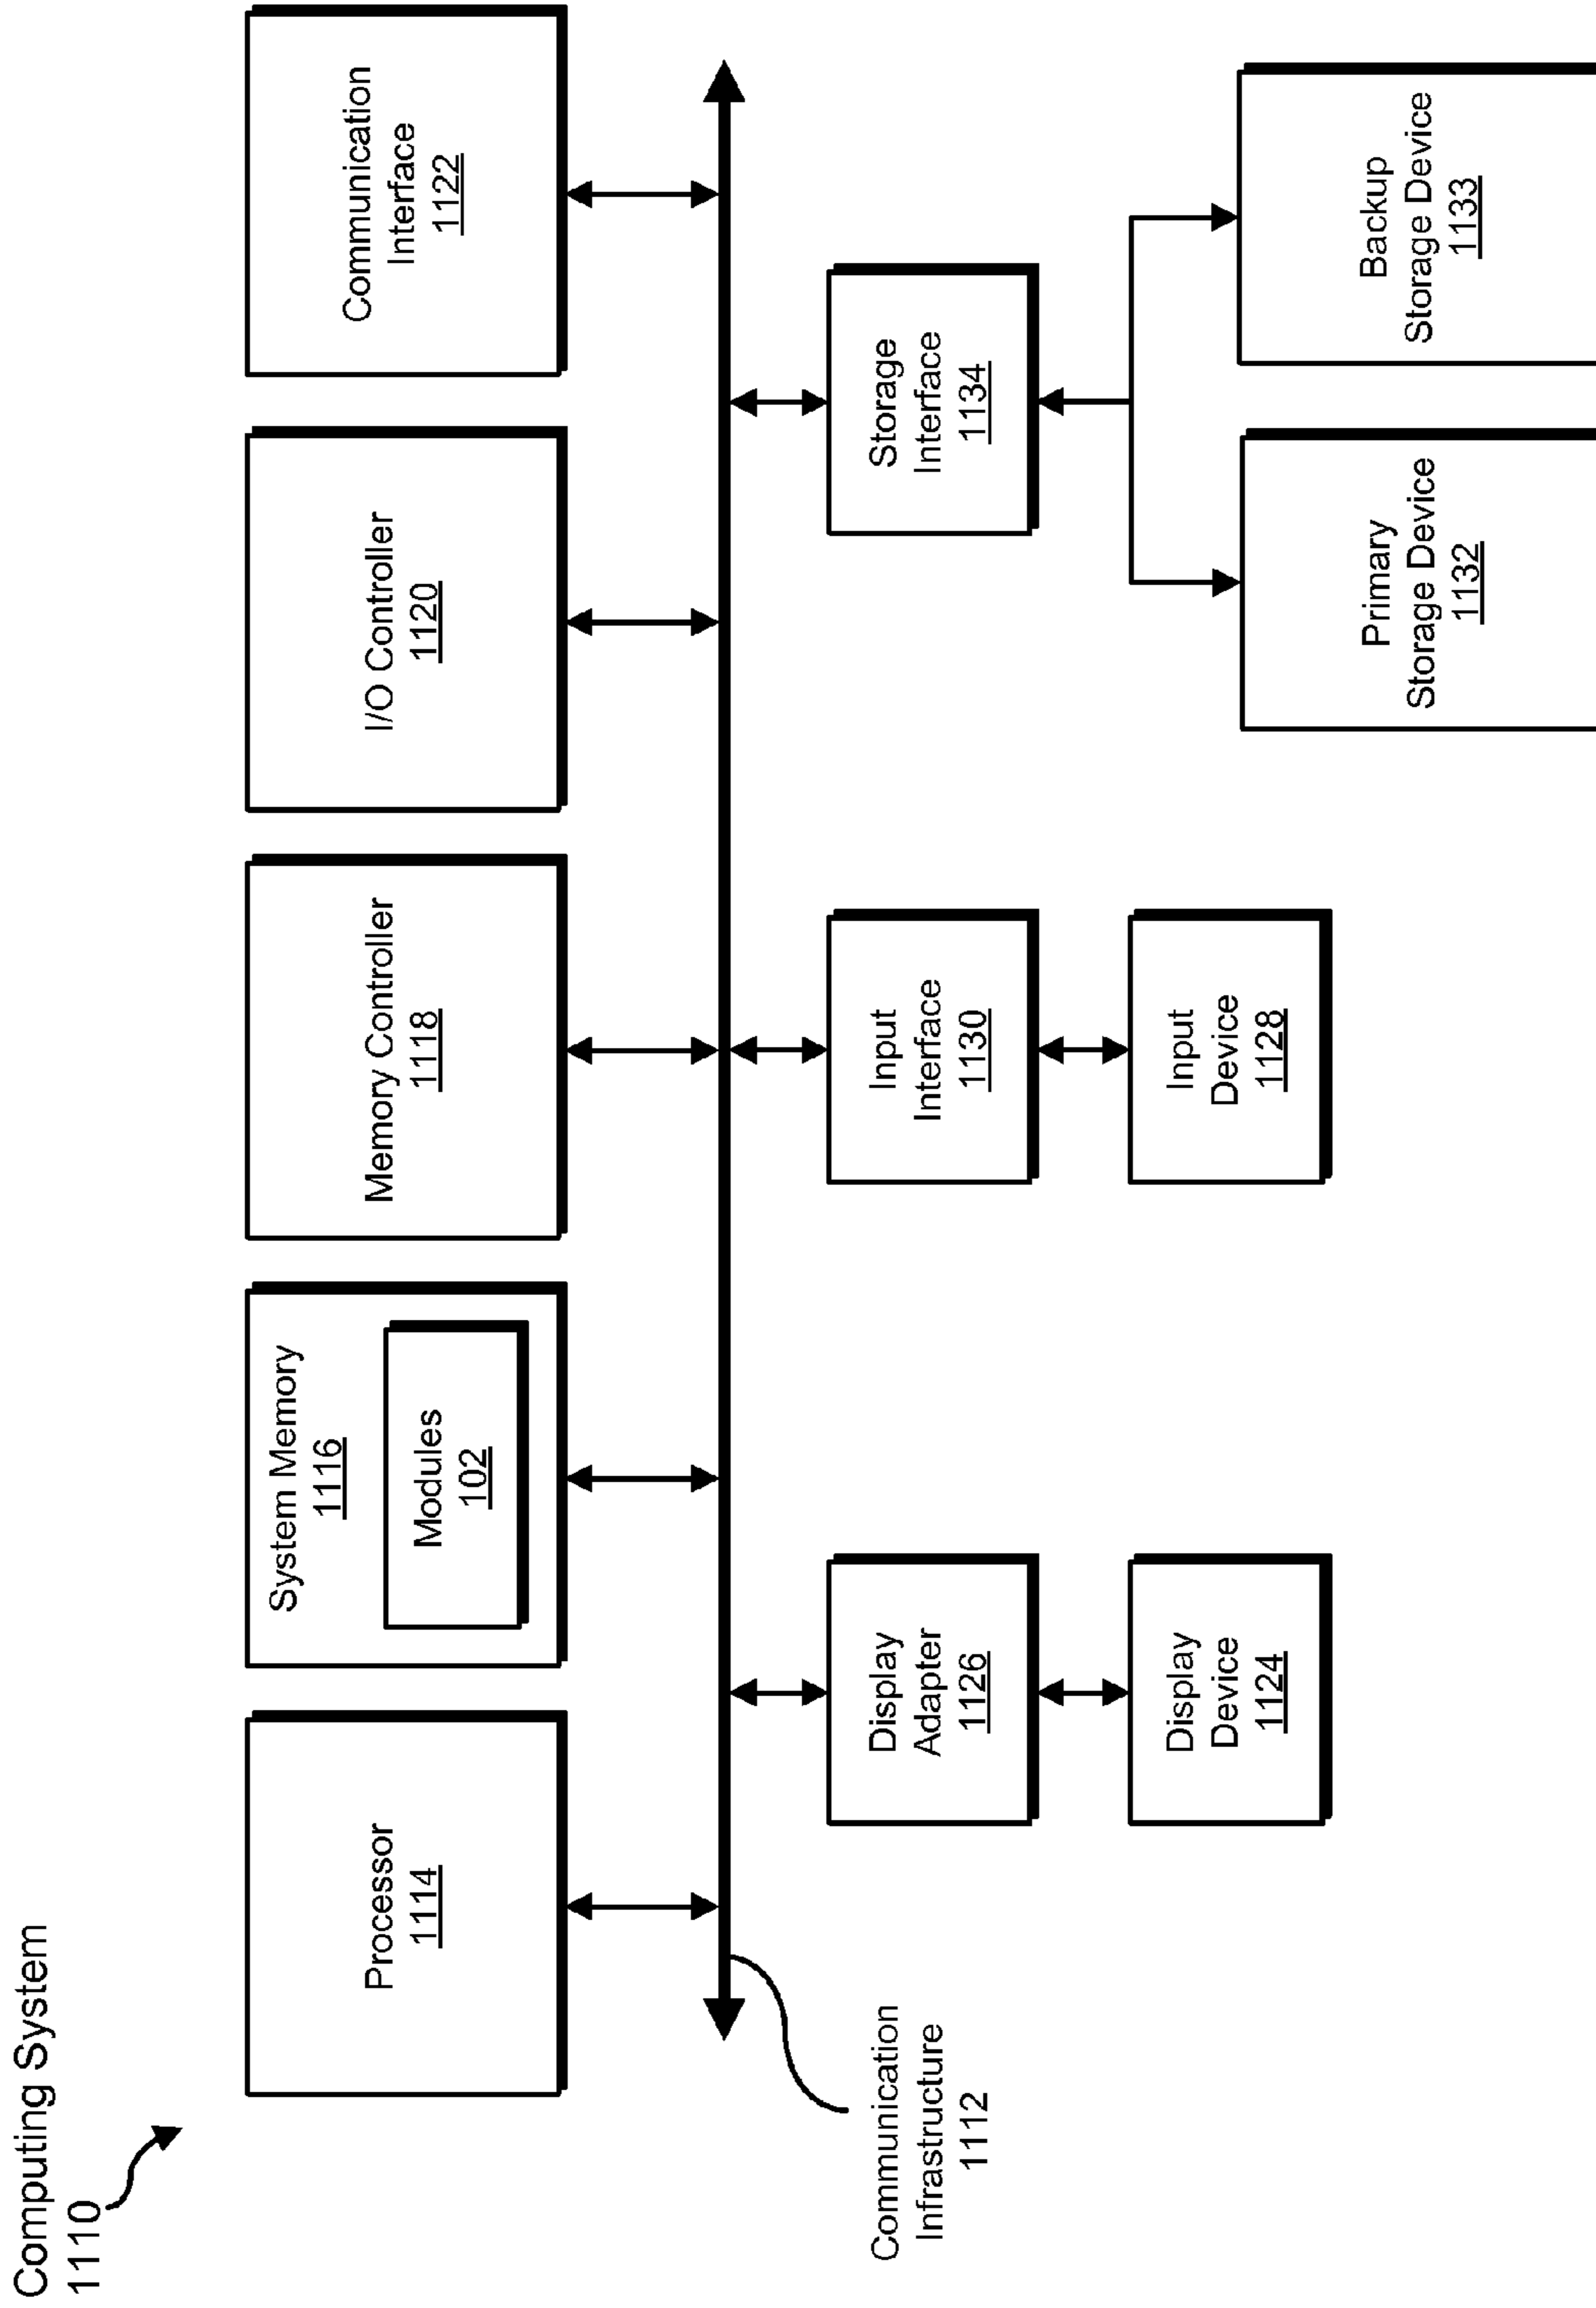 Computing System
1110
Processor
1114
System Memory
1116
Modules
102
Memory Controller
1118
I/O Controller
1120
Communication
Interface
1122
Communication
Infrastructure
1112
Display
Adapter
1126
Input
Interface
1130
Storage
Interface
1134
Display
Device
1124
Input
Device
1128
Primary
Storage Device
1132
Backup
Storage Device
1133